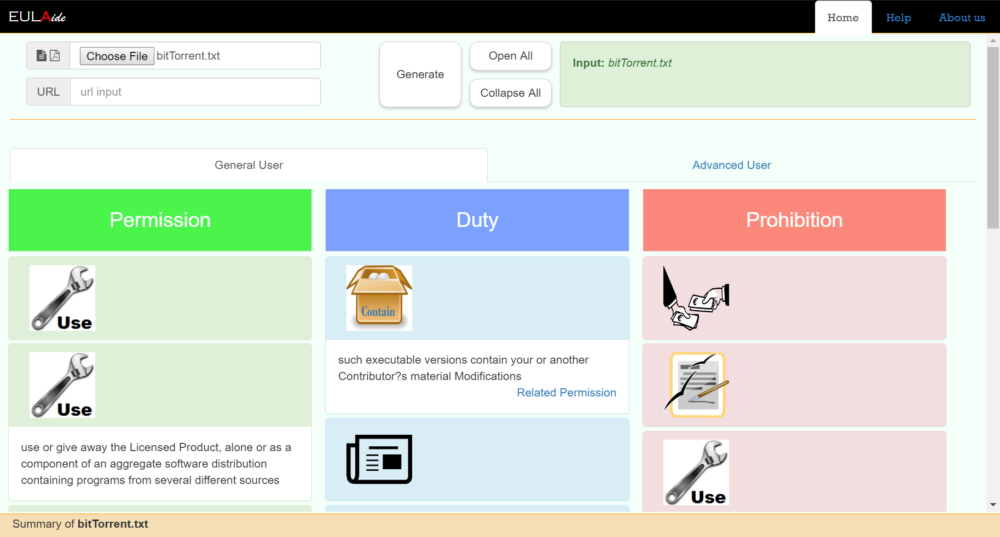 EULAide
Home
Help
About us
Choose File bitTorrent.txt
URL
url input
Generate
Open All
Collapse All
Input: bitTorrent.txt
General User
Advanced User
Permission
Duty
Prohibition
Use
Contain
€
€
Use
such executable versions contain your or another
Contributor?s material Modifications
Related Permission
use or give away the Licensed Product, alone or as a
component of an aggregate software distribution
containing programs from several different sources
Use
Summary of bitTorrent.txt